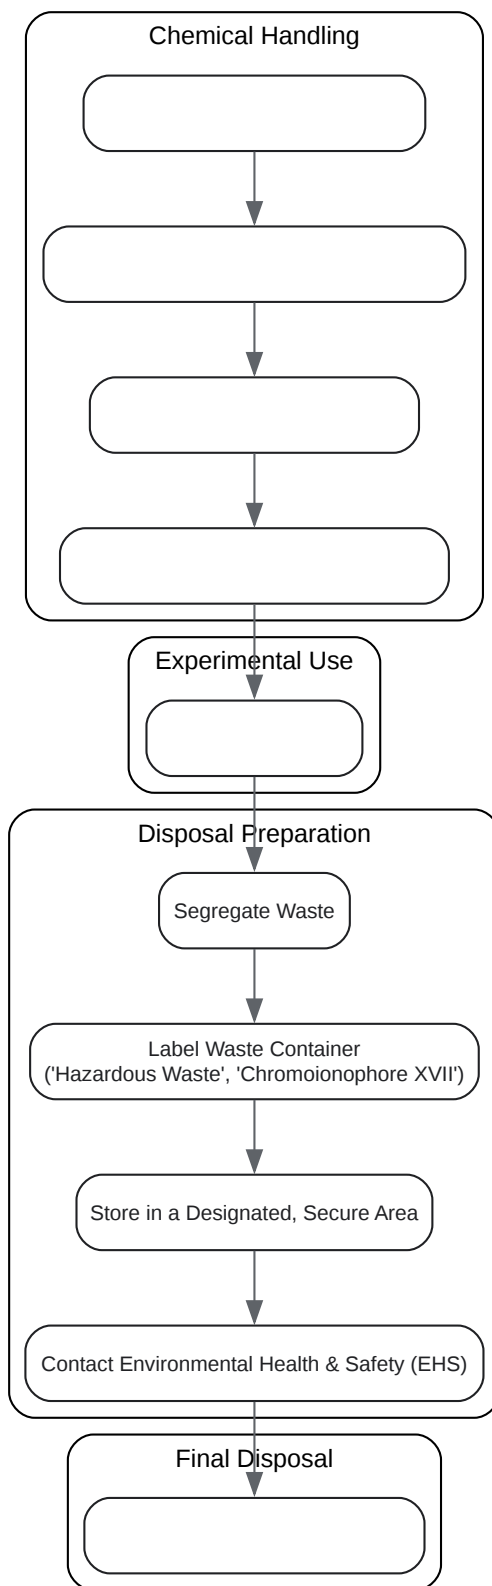 Chemical Handling
Experimental Use
Disposal Preparation
Segregate Waste
Label Waste Container
('Hazardous Waste', 'Chromoionophore XVII')
Store in a Designated, Secure Area
Contact Environmental Health & Safety (EHS)
Final Disposal